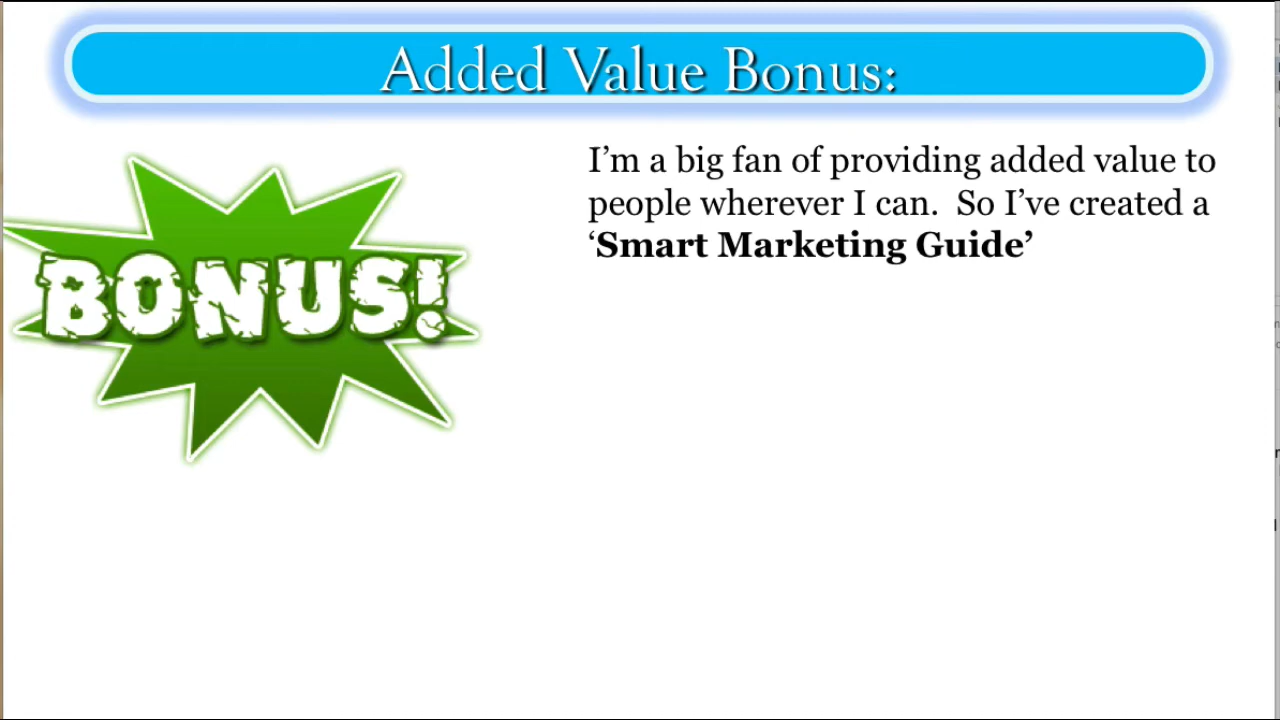 Added Value Bonus:
BONUS!
I’m a big fan of providing added value to
people wherever I can.  So I’ve created a
‘Smart Marketing Guide’